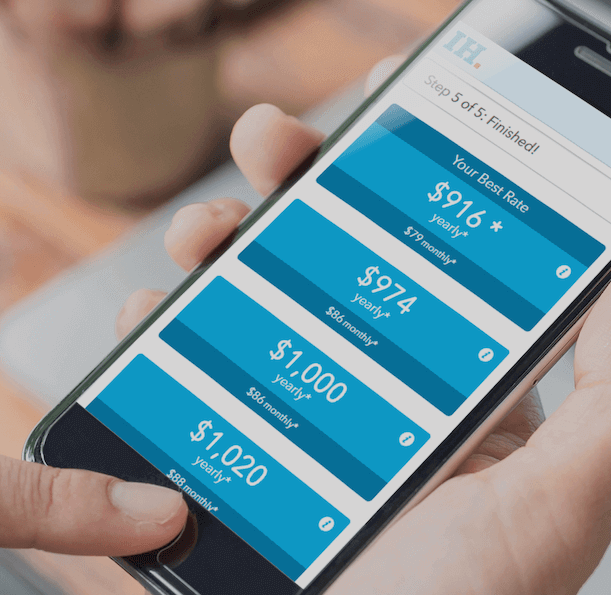 IH.
Step 5 of 5: Finished!
Your Best Rate
$916 *
yearly*
$79 monthly*
i
$974
yearly*
$86 monthly*
i
$1,000
yearly*
$86 monthly*
i
$1,020
yearly*
$88 monthly*
i